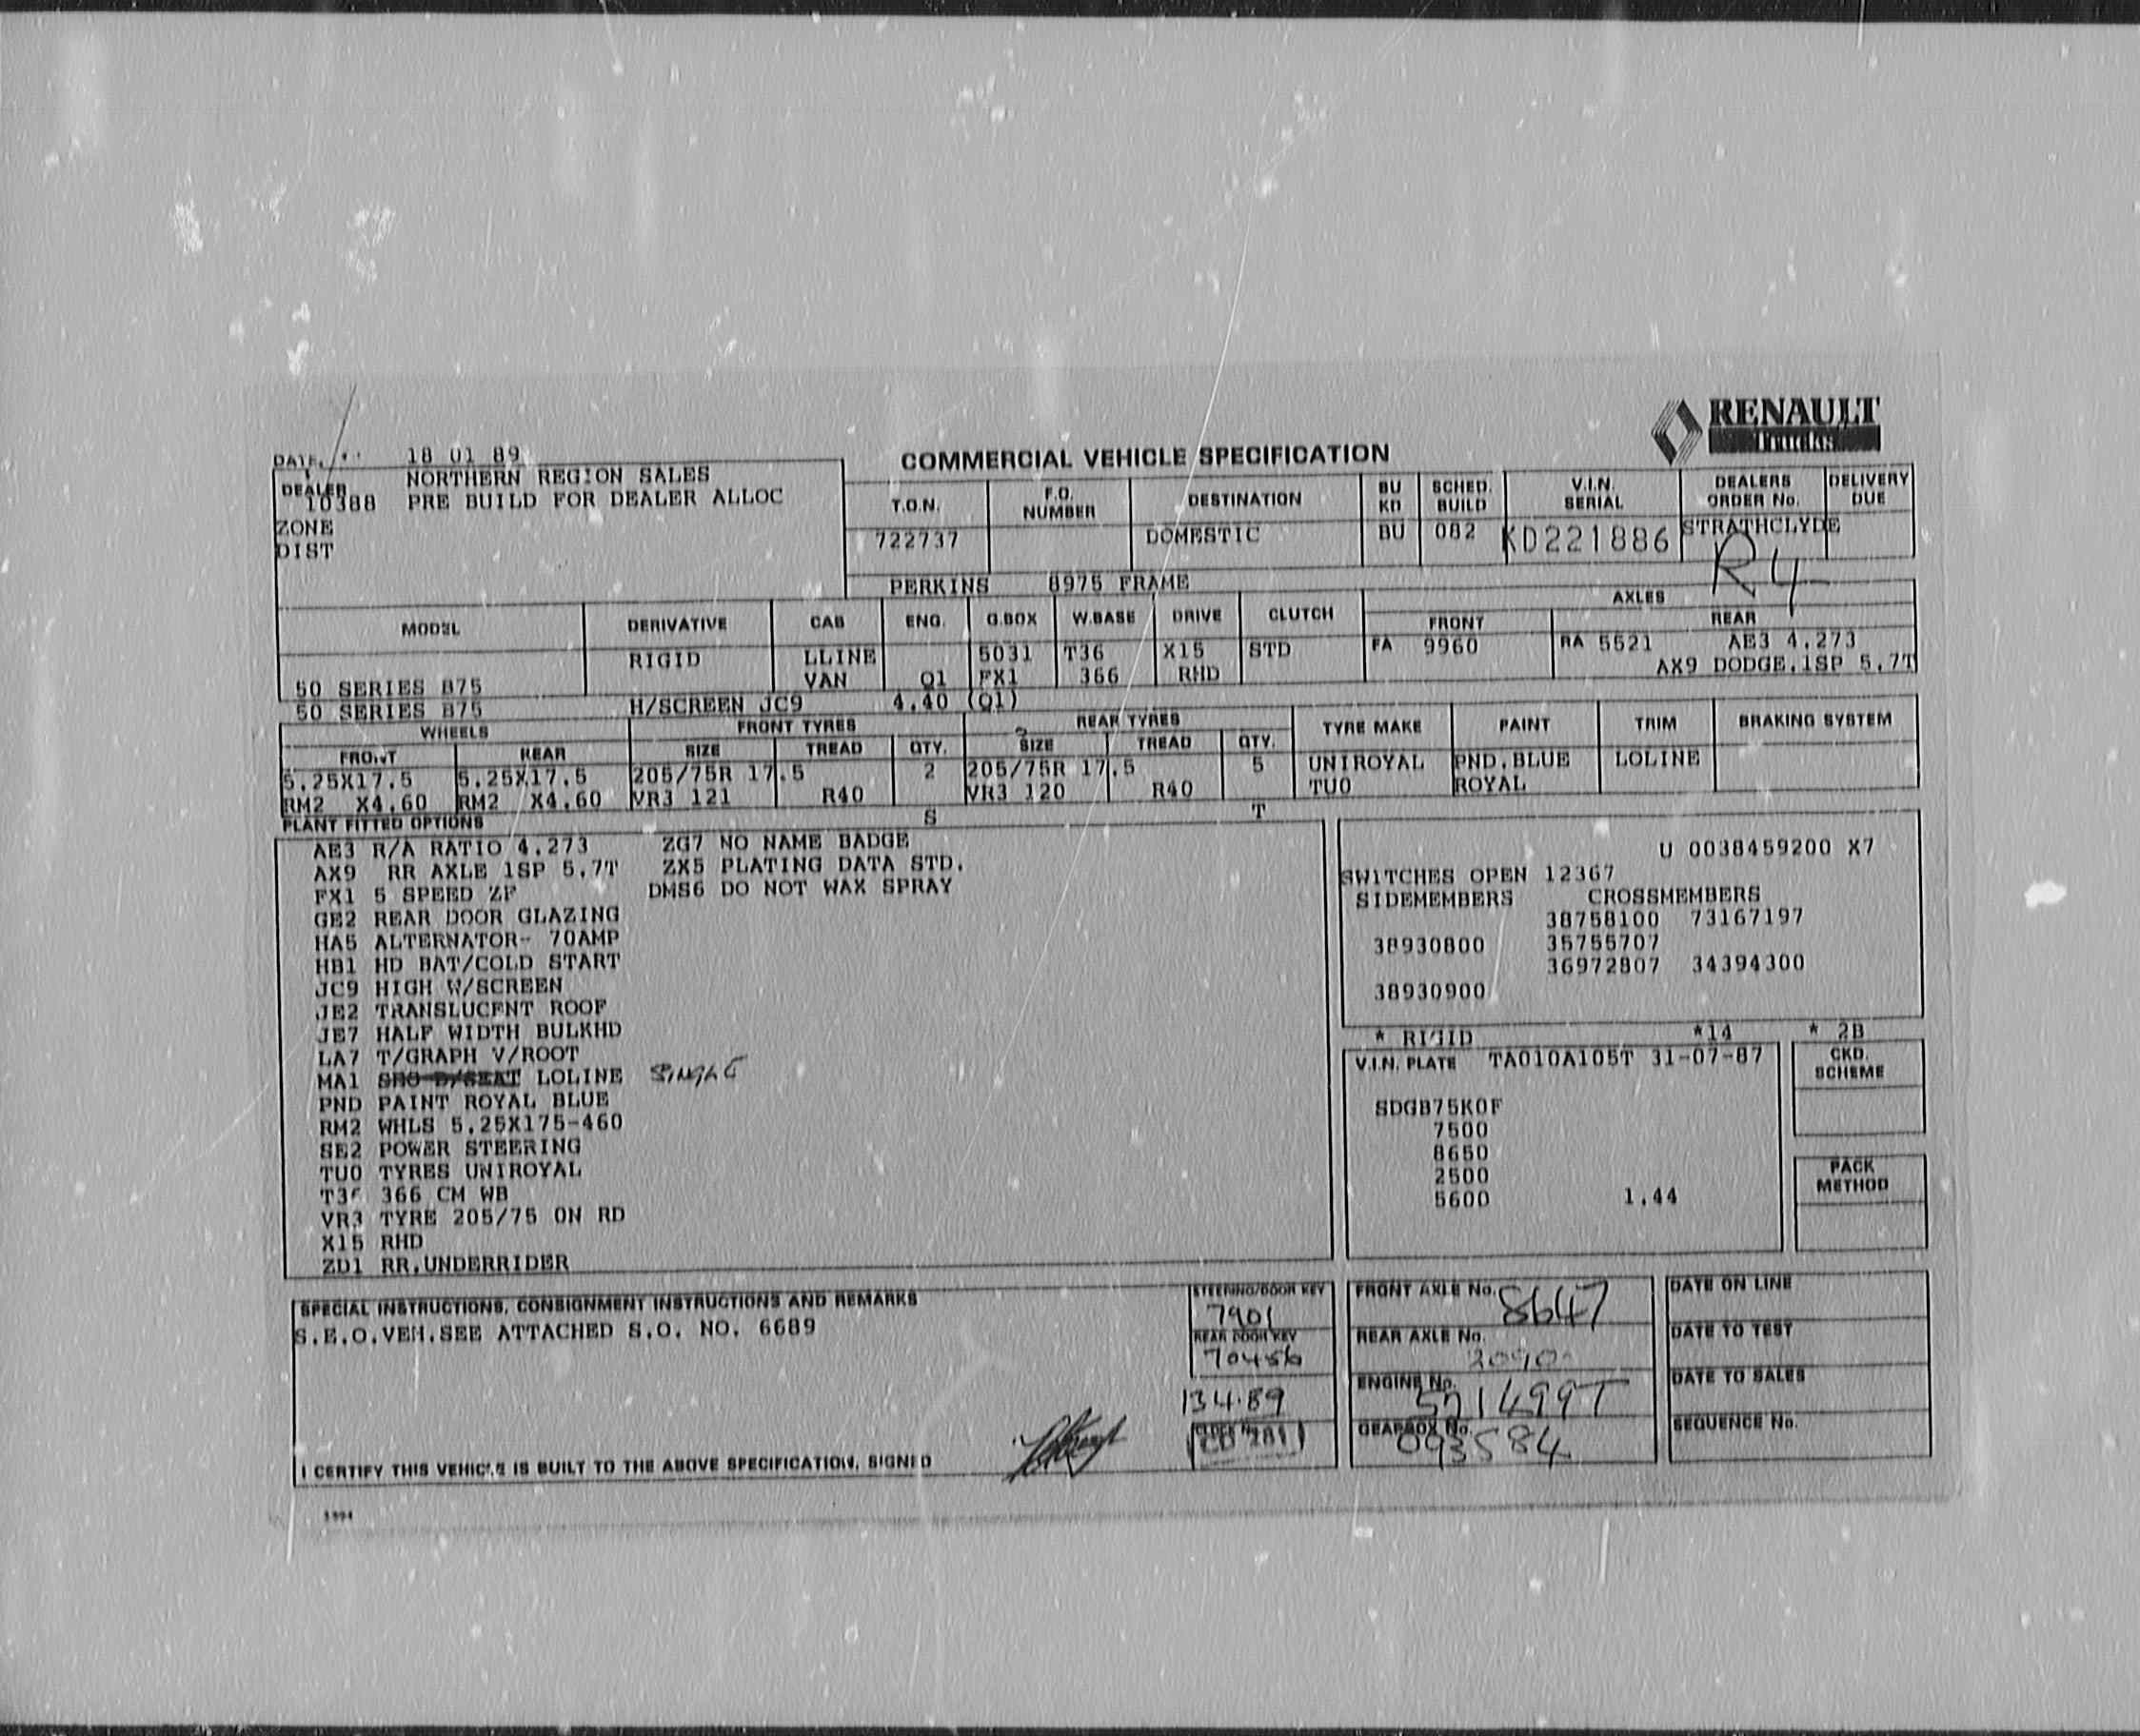 RENAULT
Trucks
DATE 18 01 89
COMMERCIAL VEHICLE SPECIFICATION
DEALER NORTHERN REGION SALES
10388 PRE BUILD FOR DEALER ALLOC
ZONE
DIST
T.O.N. F.O. NUMBER DESTINATION BU KD SCHED. BUILD V.I.N. SERIAL DEALERS ORDER No. DELIVERY DUE
722737 DOMESTIC BU 082 KD221886 STRATHCLYDE
R4
PERKINS 8975 FRAME
MODEL DERIVATIVE CAB ENG. G.BOX W.BASE DRIVE CLUTCH AXLES
FRONT REAR
RIGID LLINE 5031 T36 X15 STD FA 9960 RA 5521 AE3 4.273
50 SERIES B75 VAN Q1 FX1 366 RHD AX9 DODGE.1SP 5.7T
50 SERIES B75 H/SCREEN JC9 4.40 (Q1)
WHEELS FRONT TYRES REAR TYRES TYRE MAKE PAINT TRIM BRAKING SYSTEM
FRONT REAR SIZE TREAD QTY. SIZE TREAD QTY.
5.25X17.5 5.25X17.5 205/75R 17.5 2 205/75R 17.5 5 UNIROYAL PND.BLUE LOLINE
RM2 X4.60 RM2 X4.60 VR3 121 R40 VR3 120 R40 TU0 ROYAL
PLANT FITTED OPTIONS S T
AE3 R/A RATIO 4.273 ZG7 NO NAME BADGE
AX9 RR AXLE 1SP 5.7T ZX5 PLATING DATA STD.
FX1 5 SPEED ZF DMS6 DO NOT WAX SPRAY
GE2 REAR DOOR GLAZING
HA5 ALTERNATOR- 70AMP
HB1 HD BAT/COLD START
JC9 HIGH W/SCREEN
JE2 TRANSLUCENT ROOF
JE7 HALF WIDTH BULKHD
LA7 T/GRAPH V/ROOT
MA1 D/SEAT LOLINE SINGLE
PND PAINT ROYAL BLUE
RM2 WHLS 5.25X175-460
SE2 POWER STEERING
TU0 TYRES UNIROYAL
T36 366 CM WB
VR3 TYRE 205/75 ON RD
X15 RHD
ZD1 RR.UNDERRIDER
U 0038459200 X7
SWITCHES OPEN 12367
SIDEMEMBERS CROSSMEMBERS
38758100 73167197
38930800 35755707
36972807 34394300
38930900
* RIGID *14 * 2B
V.I.N. PLATE TA010A105T 31-07-87
CKD. SCHEME
SDGB75K0F
7500
8650
2500
5600 1.44
PACK METHOD
SPECIAL INSTRUCTIONS, CONSIGNMENT INSTRUCTIONS AND REMARKS
S.E.O.VEH.SEE ATTACHED S.O. NO. 6689
STEERING/DOOR KEY
7901
REAR DOOR KEY
70456
13.4.89
FRONT AXLE No. 8647
REAR AXLE No. 2090
ENGINE No.
GEARBOX No. 093584
DATE ON LINE
DATE TO TEST
DATE TO SALES
SEQUENCE No.
I CERTIFY THIS VEHICLE IS BUILT TO THE ABOVE SPECIFICATION, SIGNED